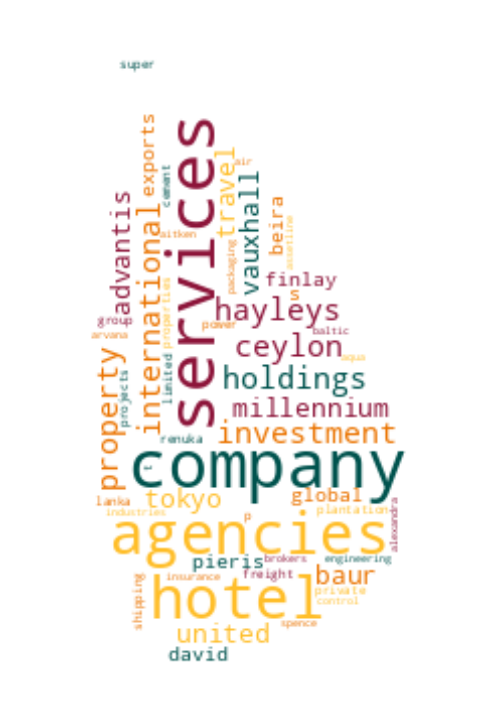 super
services
exports
international
travel
air
cement
advantis
aitken
vauxhall
beira
assetline
packaging
finlay
s
properties
group
arvana
hayleys
power
baltic
ceylon
aqua
property
projects
limited
holdings
millennium
renuka
investment
t
company
lanka
industries
tokyo
global
plantation
p
alexandra
agencies
pieris
brokers
engineering
insurance
freight
baur
shipping
hotel
private
control
united
spence
david